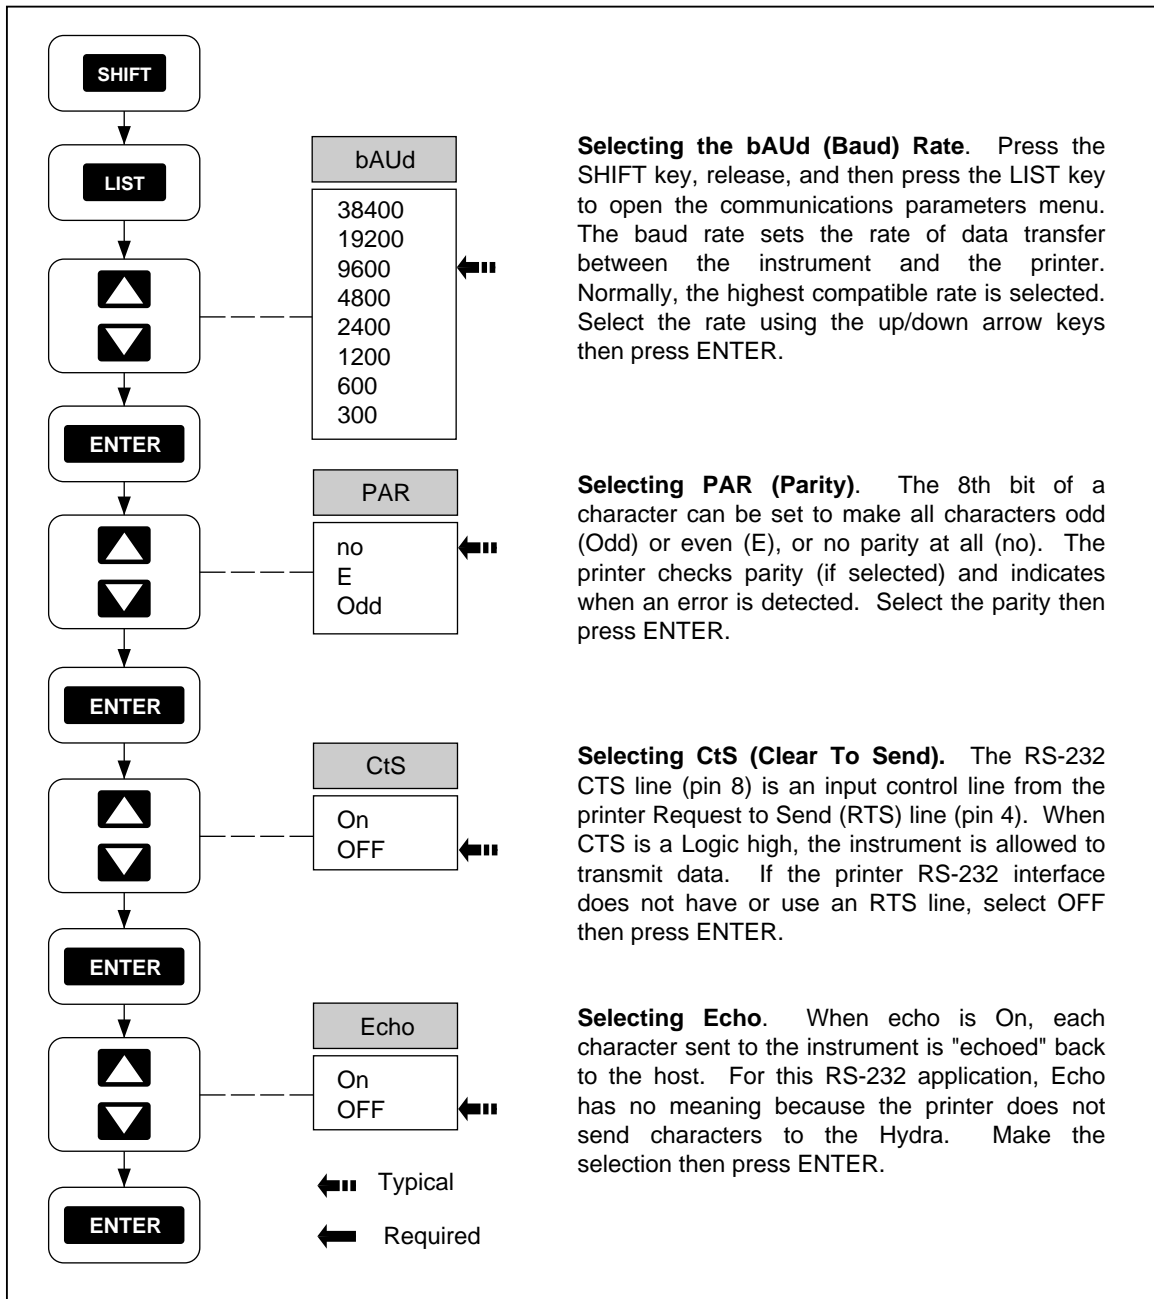 SHIFT
LIST
bAUd
38400
19200
9600
4800
2400
1200
600
300
Selecting the bAUd (Baud) Rate. Press the
SHIFT key, release, and then press the LIST key
to open the communications parameters menu.
The baud rate sets the rate of data transfer
between the instrument and the printer.
Normally, the highest compatible rate is selected.
Select the rate using the up/down arrow keys
then press ENTER.
ENTER
PAR
no
E
Odd
Selecting PAR (Parity). The 8th bit of a
character can be set to make all characters odd
(Odd) or even (E), or no parity at all (no). The
printer checks parity (if selected) and indicates
when an error is detected. Select the parity then
press ENTER.
ENTER
CtS
On
OFF
Selecting CtS (Clear To Send). The RS-232
CTS line (pin 8) is an input control line from the
printer Request to Send (RTS) line (pin 4). When
CTS is a Logic high, the instrument is allowed to
transmit data. If the printer RS-232 interface
does not have or use an RTS line, select OFF
then press ENTER.
ENTER
Echo
On
OFF
Selecting Echo. When echo is On, each
character sent to the instrument is "echoed" back
to the host. For this RS-232 application, Echo
has no meaning because the printer does not
send characters to the Hydra. Make the
selection then press ENTER.
Typical
Required
ENTER